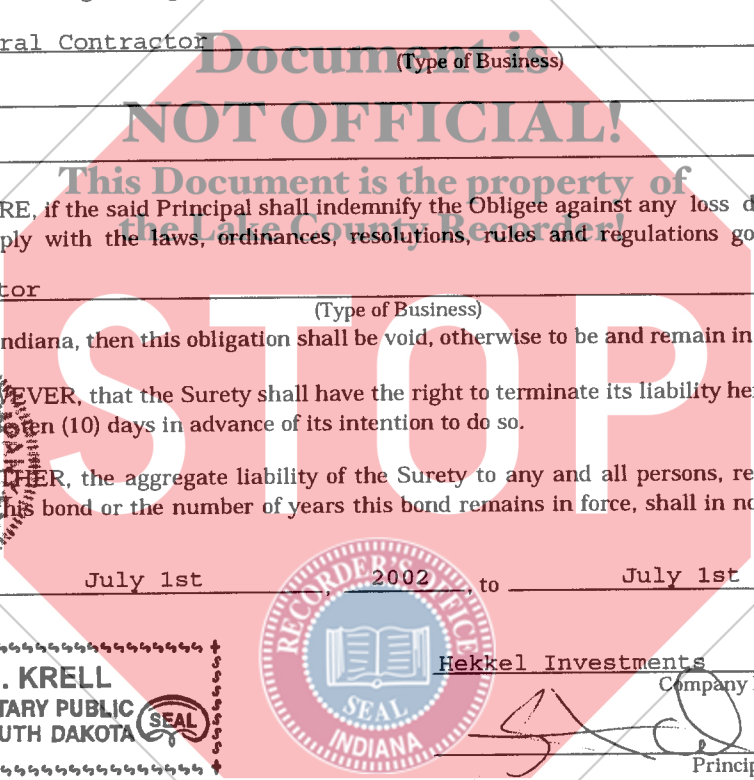 ral Contractor
Document is
(Type of Business)
NOT OFFICIAL!
This Document is the property of
the Lake County Recorder!
RE, if the said Principal shall indemnify the Obligee against any loss d
ply with the laws, ordinances, resolutions, rules and regulations go
tor
(Type of Business)
ndiana, then this obligation shall be void, otherwise to be and remain in
STOP
EVER, that the Surety shall have the right to terminate its liability he
ten (10) days in advance of its intention to do so.
HER, the aggregate liability of the Surety to any and all persons, re
his bond or the number of years this bond remains in force, shall in no
July 1st, 2002, to July 1st
RECORDER'S OFFICE
SEAL
INDIANA
. KRELL
TARY PUBLIC
UTH DAKOTA
SEAL
Hekkel Investments
Company
Princip